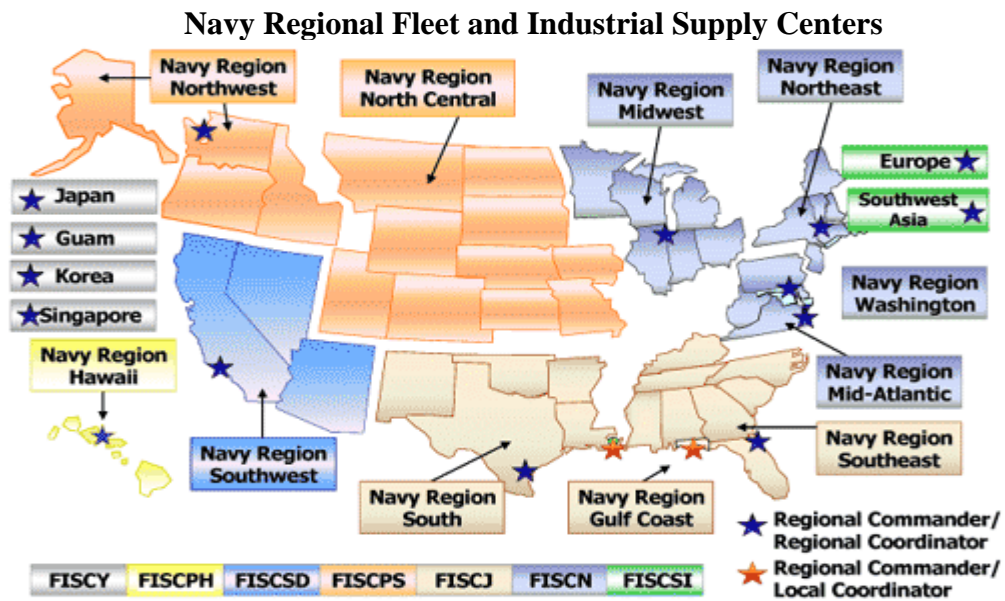 Navy Regional Fleet and Industrial Supply Centers
Navy Region
Northwest
Navy Region
North Central
Navy Region
Midwest
Navy Region
Northeast
Europe
Southwest
Asia
Japan
Guam
Korea
Singapore
Navy Region
Washington
Navy Region
Hawaii
Navy Region
Mid-Atlantic
Navy Region
Southwest
Navy Region
South
Navy Region
Gulf Coast
Navy Region
Southeast
Regional Commander/
Regional Coordinator
Regional Commander/
Local Coordinator
FISCY FISCPH FISCSD FISCPS FISCJ FISCN FISCSI